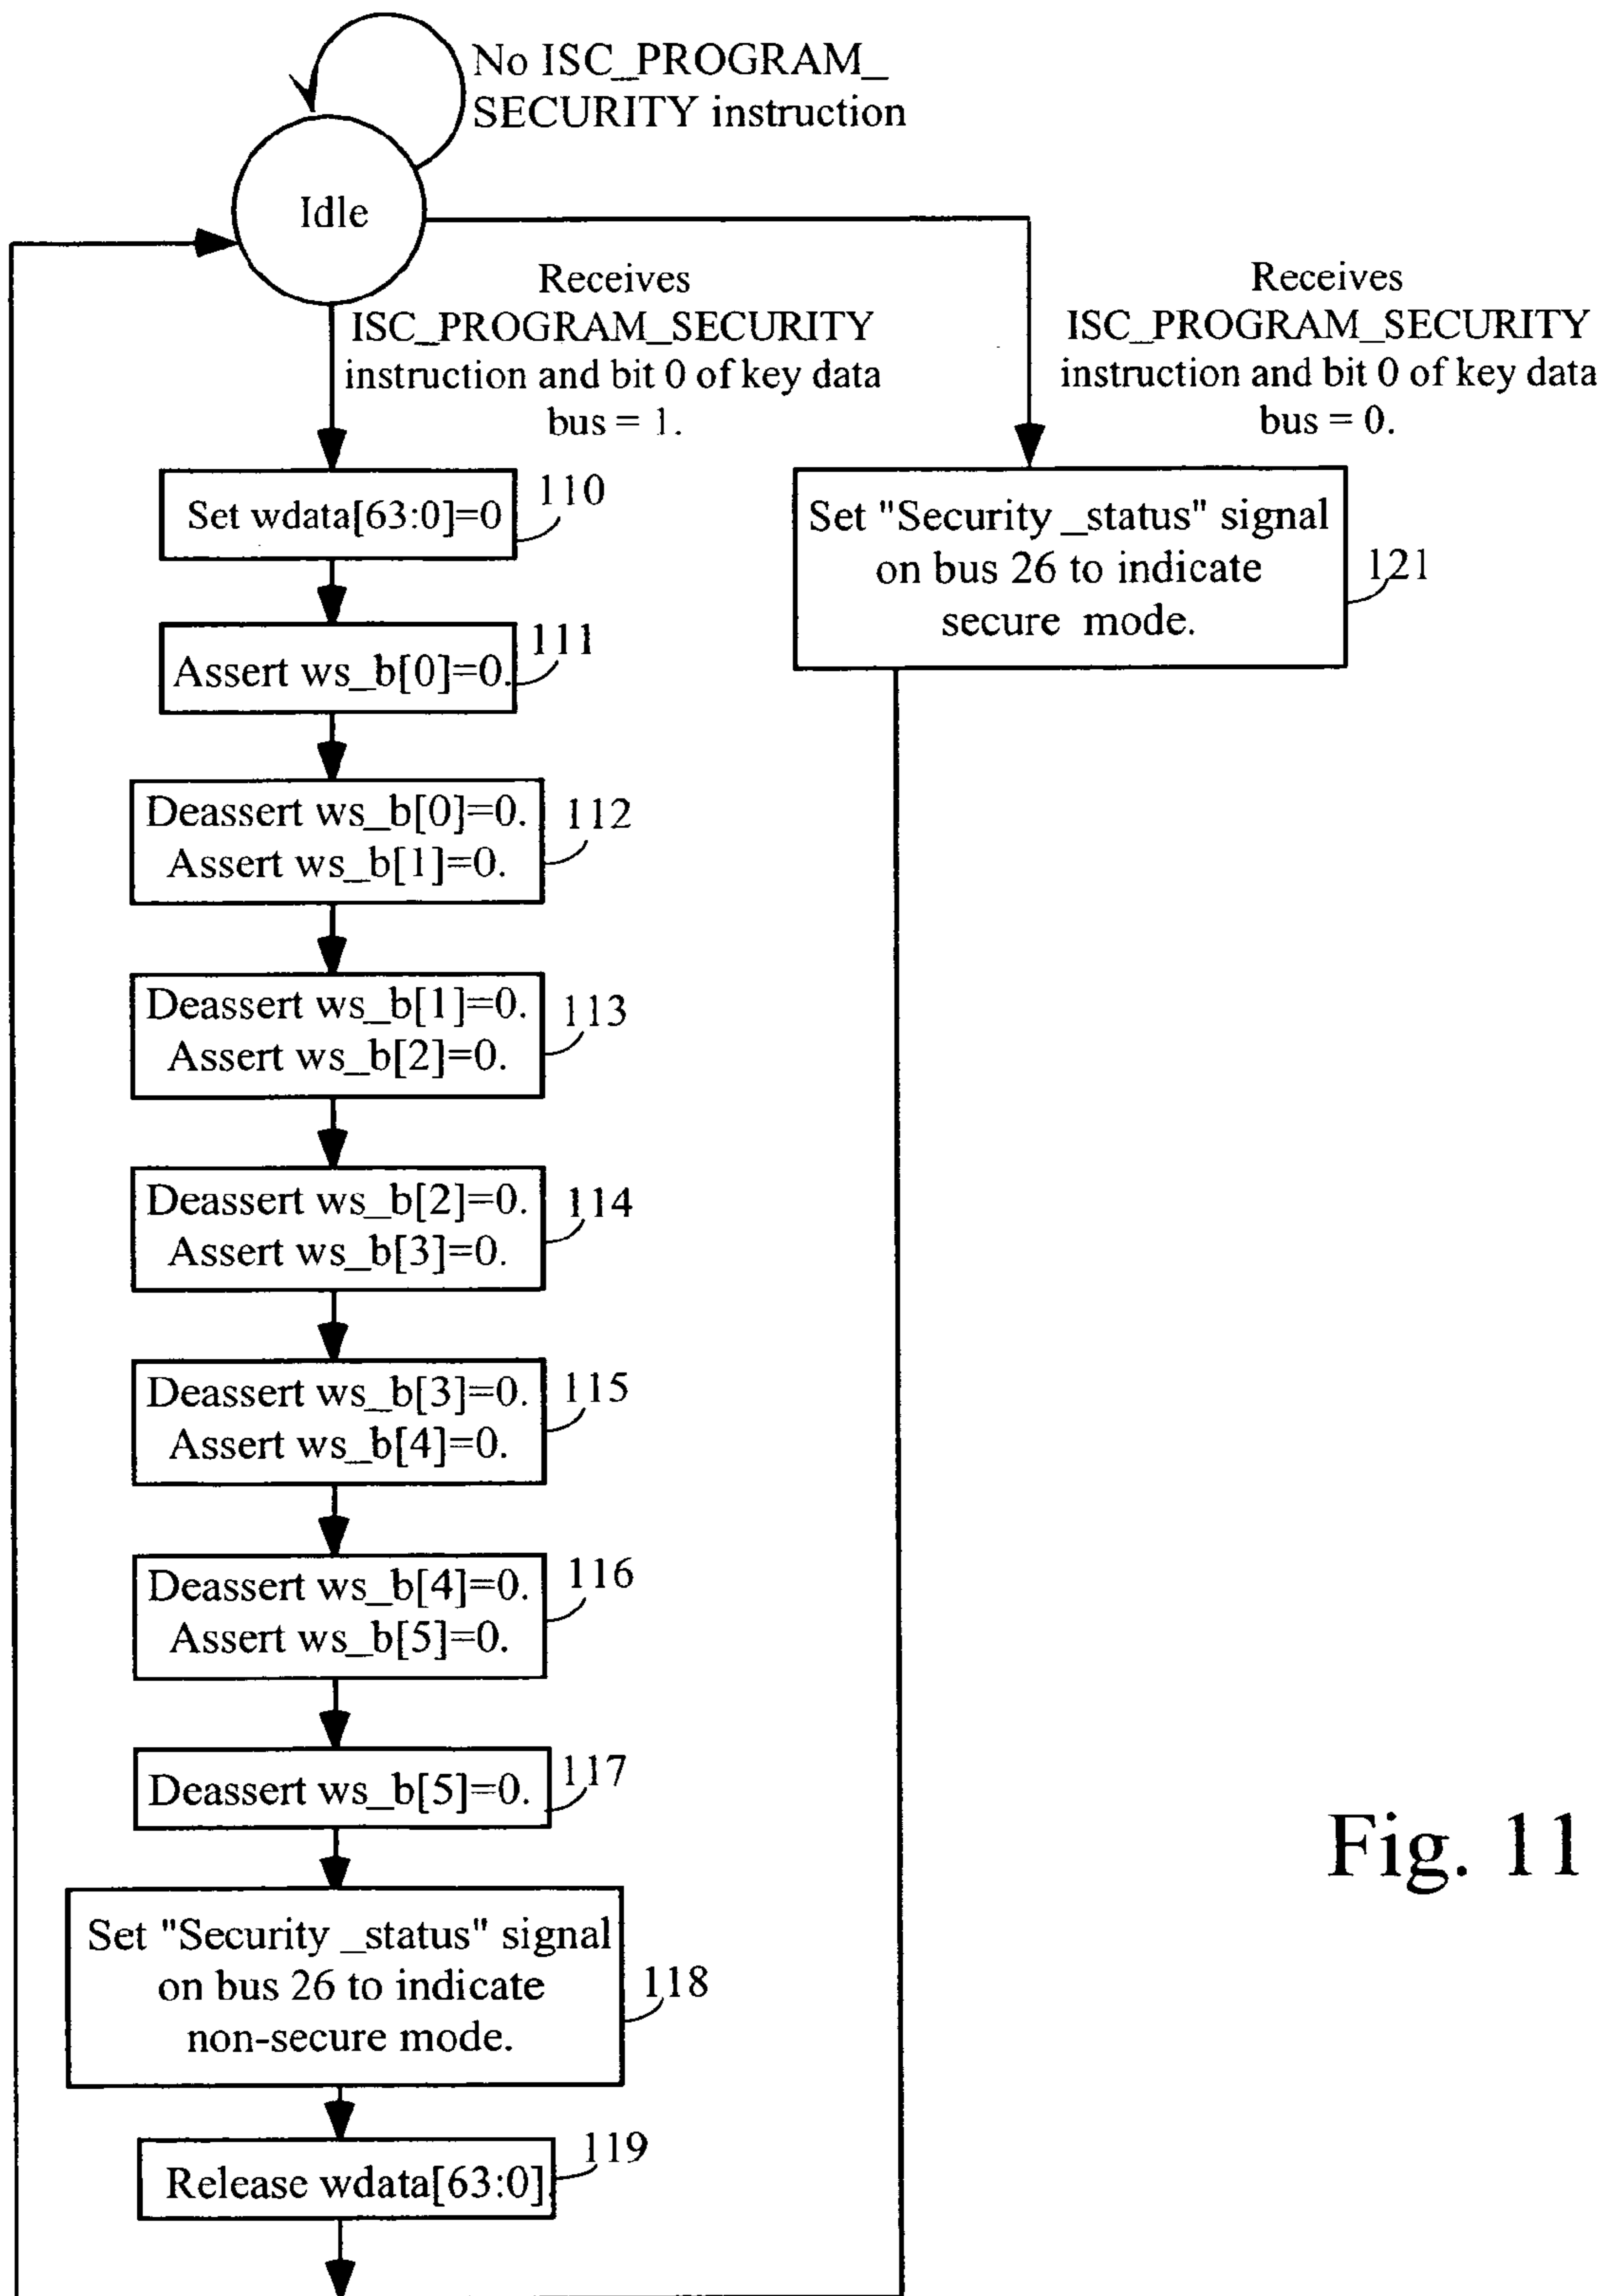 No ISC_PROGRAM_
SECURITY instruction
Idle
Receives
ISC_PROGRAM_SECURITY
instruction and bit 0 of key data
bus = 1.
Receives
ISC_PROGRAM_SECURITY
instruction and bit 0 of key data
bus = 0.
Set wdata[63:0]=0
110
Set "Security _status" signal
on bus 26 to indicate
secure mode.
121
Assert ws_b[0]=0.
111
Deassert ws_b[0]=0.
Assert ws_b[1]=0.
112
Deassert ws_b[1]=0.
Assert ws_b[2]=0.
113
Deassert ws_b[2]=0.
Assert ws_b[3]=0.
114
Deassert ws_b[3]=0.
Assert ws_b[4]=0.
115
Deassert ws_b[4]=0.
Assert ws_b[5]=0.
116
Deassert ws_b[5]=0.
117
Set "Security _status" signal
on bus 26 to indicate
non-secure mode.
118
Release wdata[63:0]
119
Fig. 11